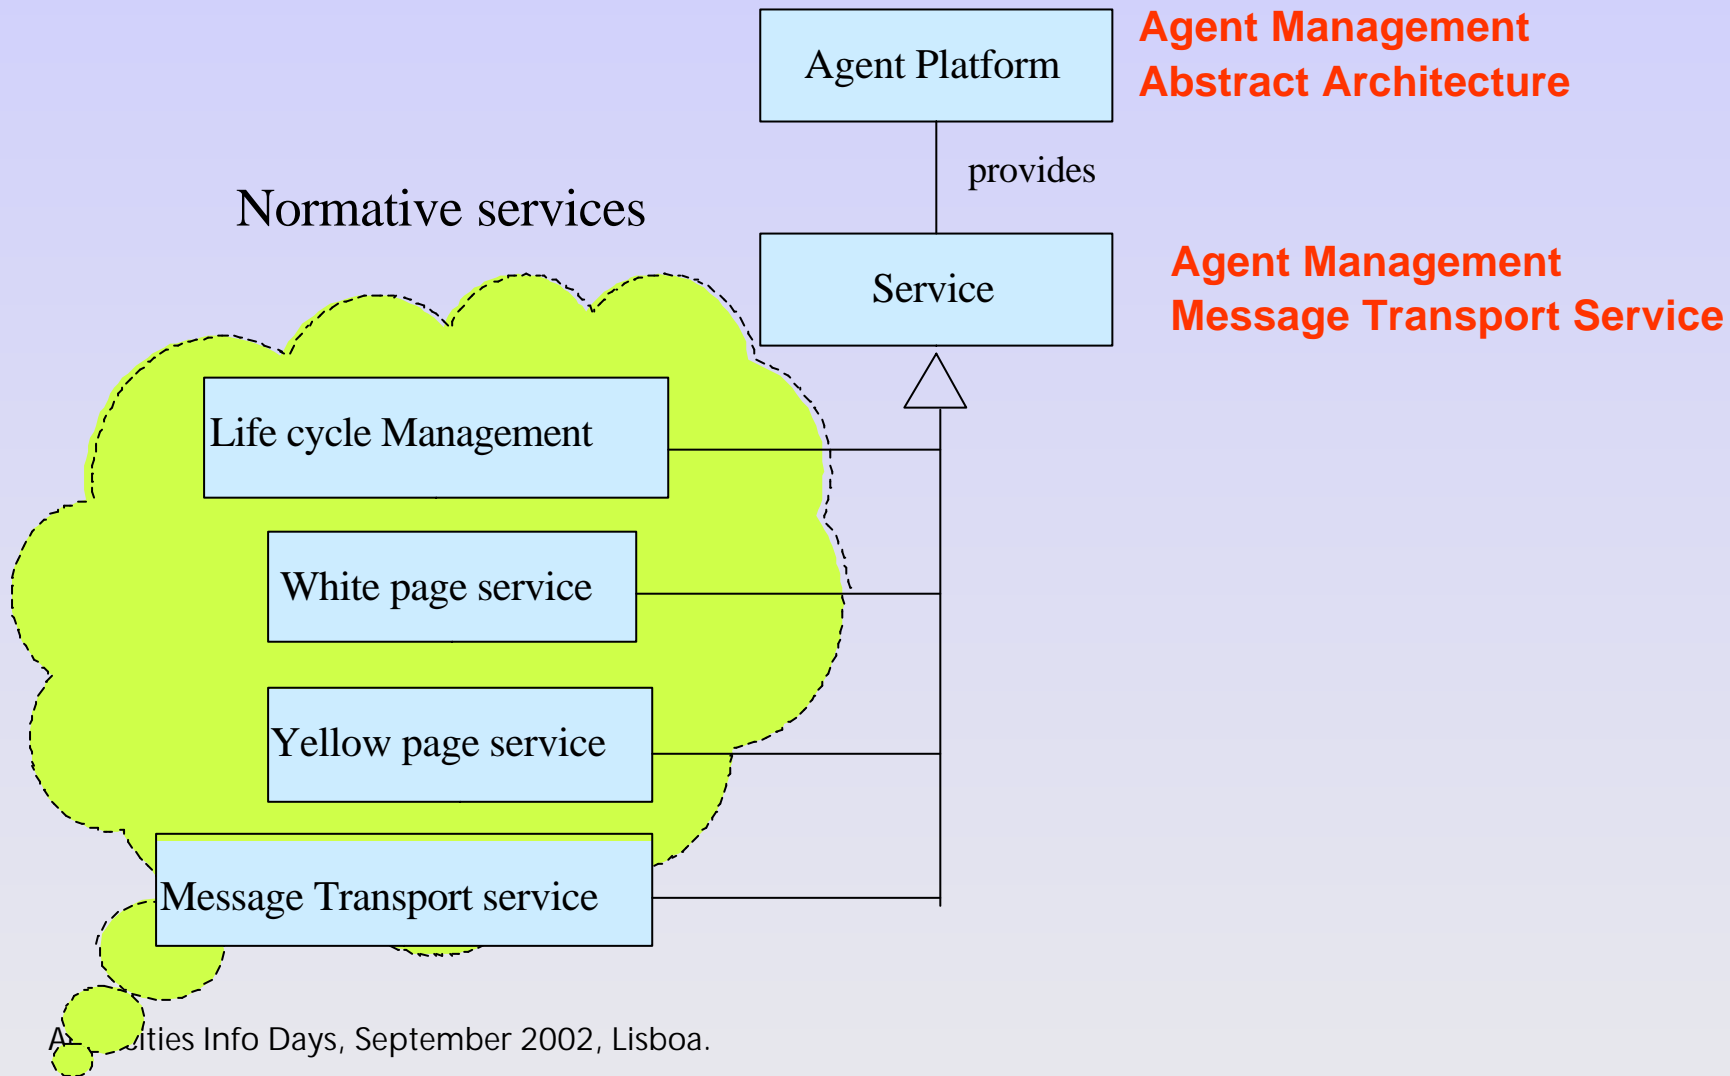 Agent Platform
Agent Management
Abstract Architecture
provides
Normative services
Service
Agent Management
Message Transport Service
Life cycle Management
White page service
Yellow page service
Message Transport service
Info Days, September 2002, Lisboa.